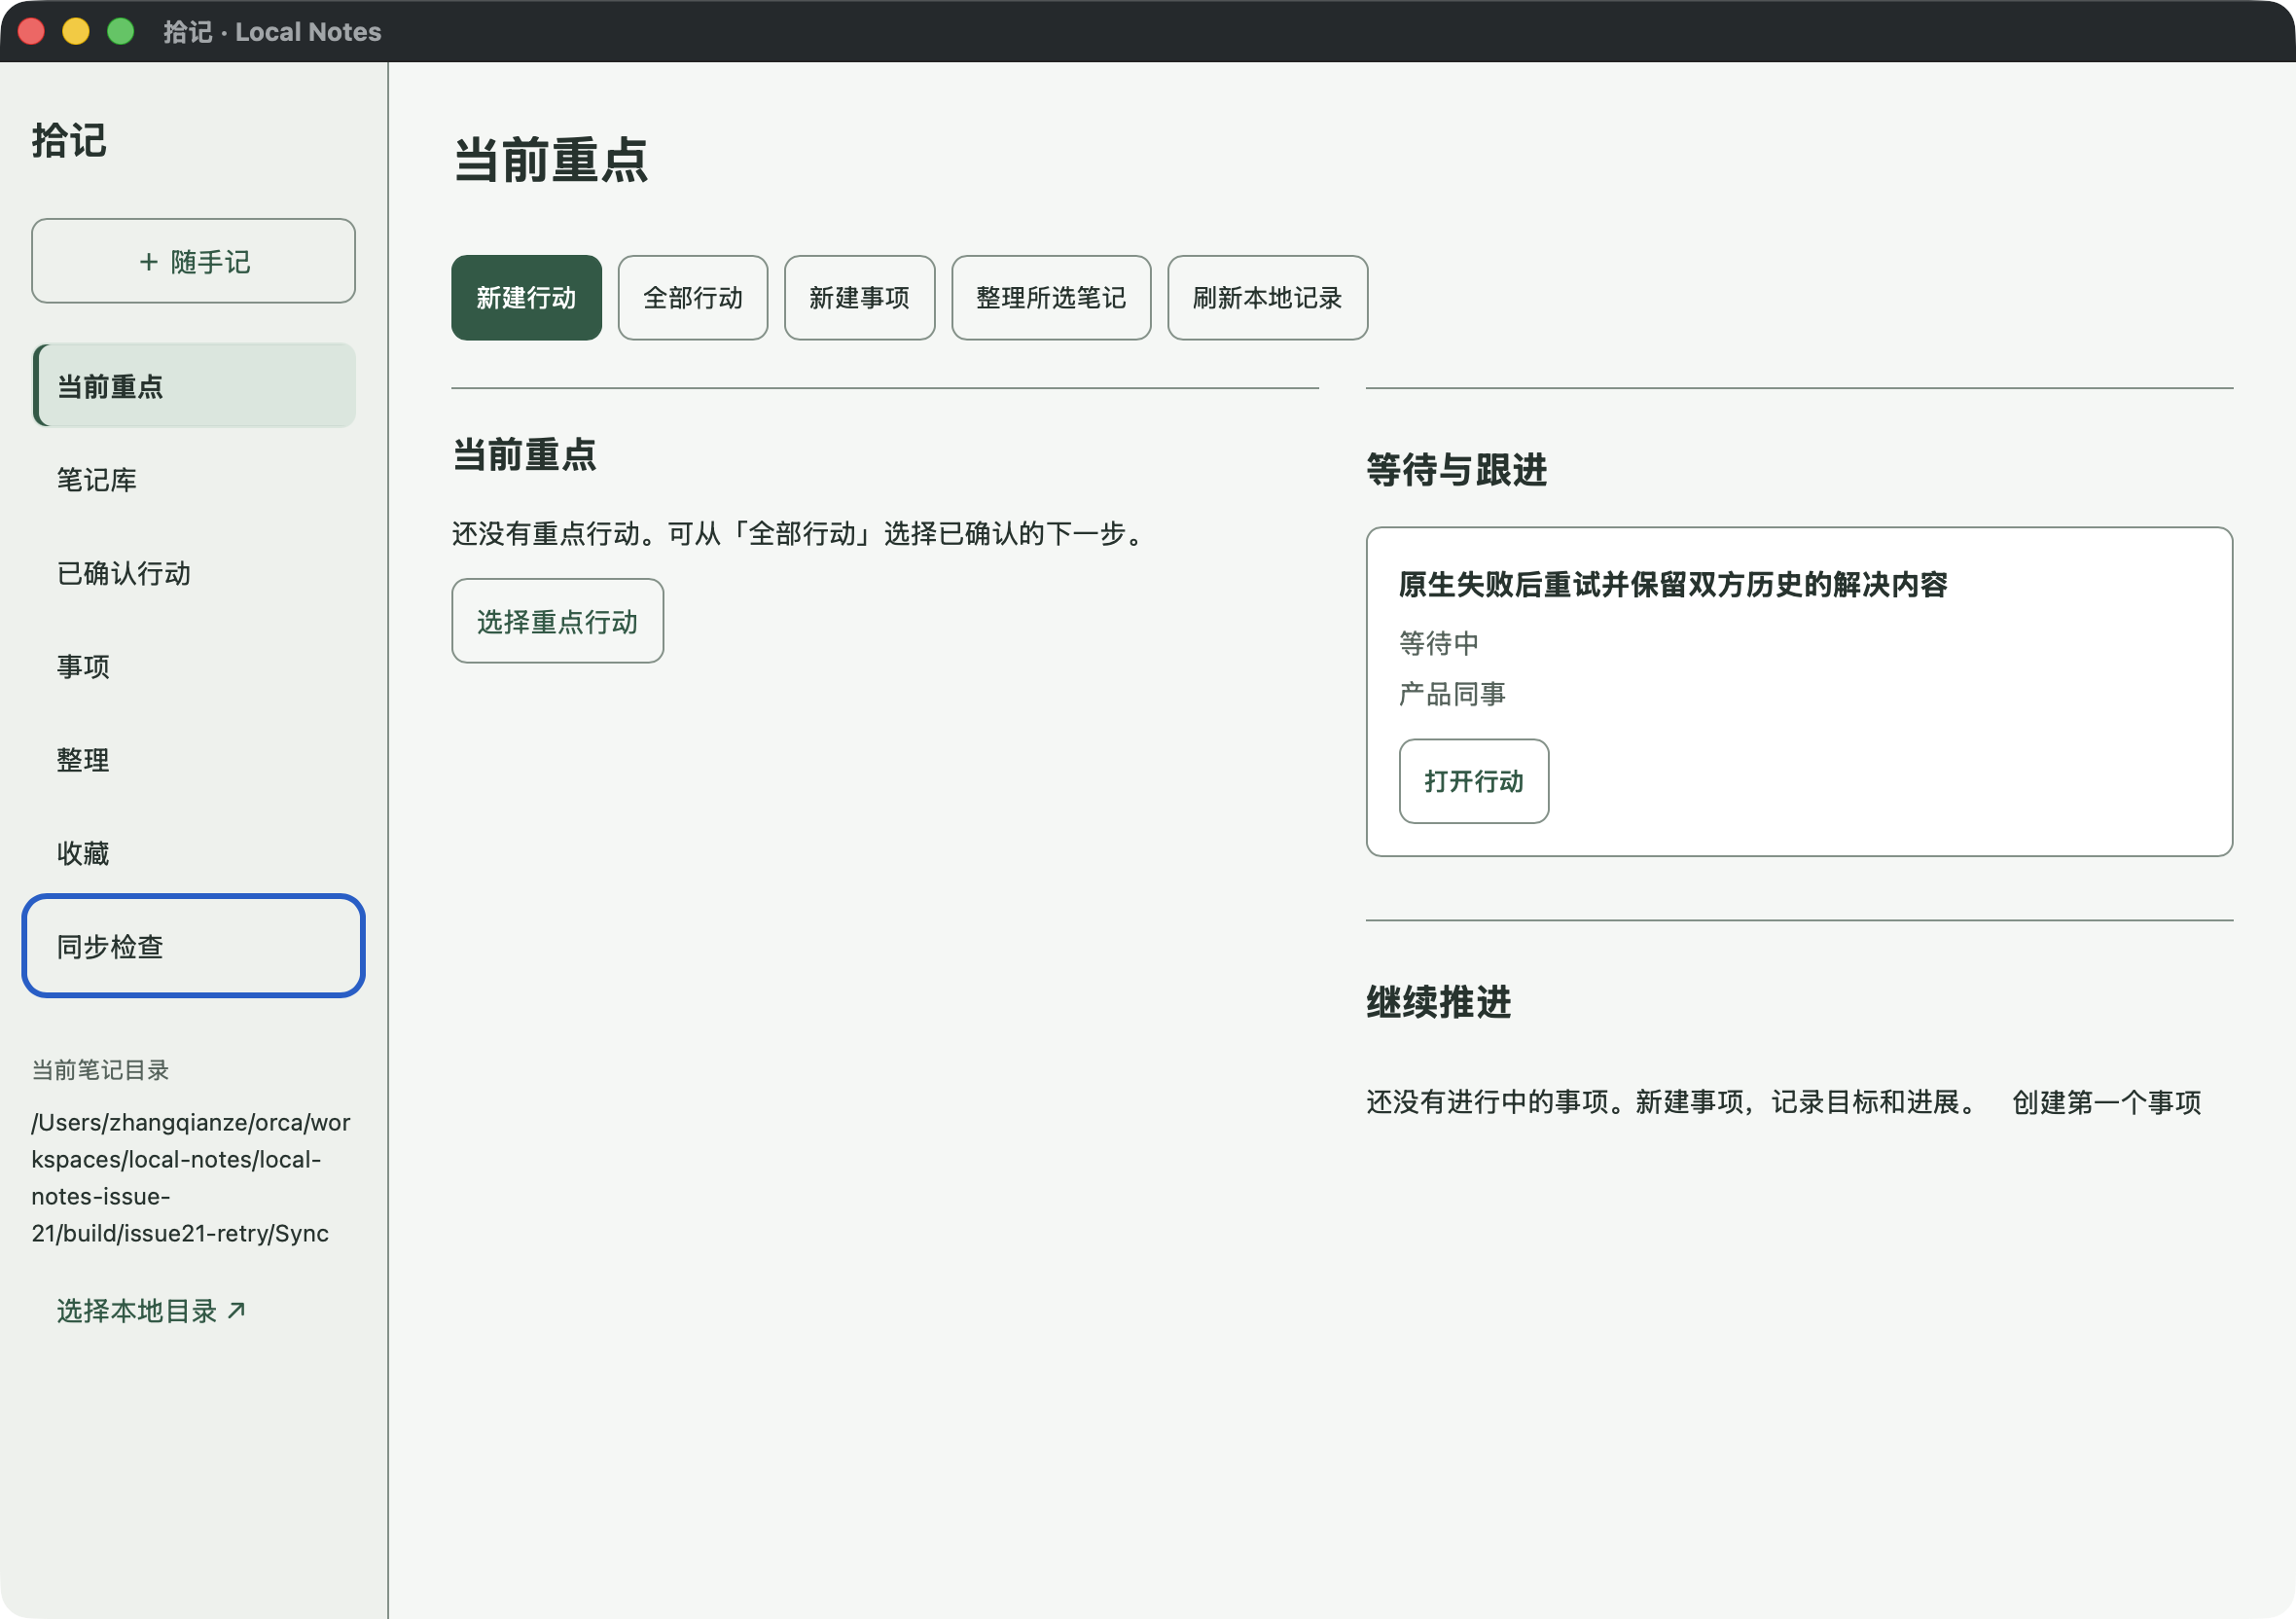 拾记 · Local Notes
拾记
+ 随手记
当前重点
笔记库
已确认行动
事项
整理
收藏
同步检查
当前笔记目录
/Users/zhangqianze/orca/wor
kspaces/local-notes/local-
notes-issue-
21/build/issue21-retry/Sync
选择本地目录 ↗
当前重点
新建行动
全部行动
新建事项
整理所选笔记
刷新本地记录
当前重点
还没有重点行动。可从「全部行动」选择已确认的下一步。
选择重点行动
等待与跟进
原生失败后重试并保留双方历史的解决内容
等待中
产品同事
打开行动
继续推进
还没有进行中的事项。新建事项，记录目标和进展。 创建第一个事项